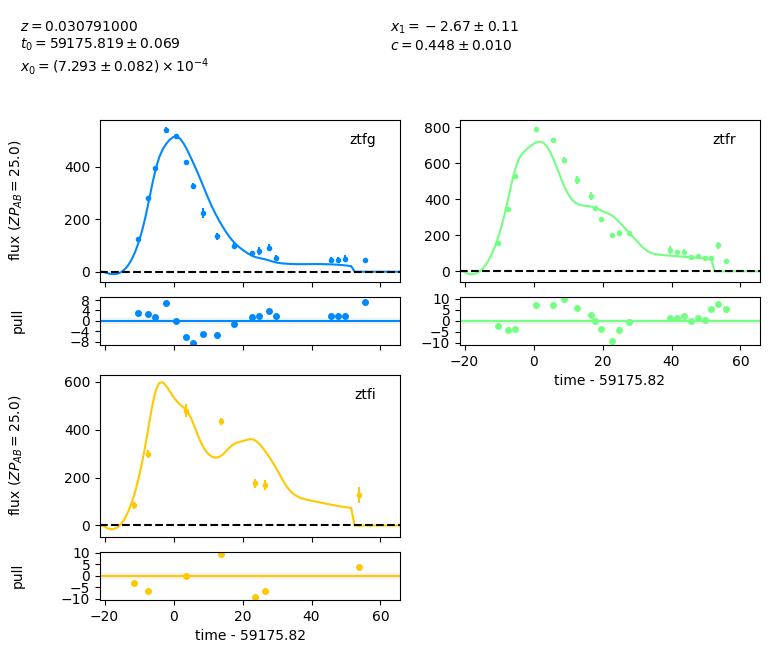 z = 0.030791000
t₀ = 59175.819 ± 0.069
x₀ = (7.293 ± 0.082) × 10⁻⁴
x₁ = −2.67 ± 0.11
c = 0.448 ± 0.010
ztfg
flux (ZP_AB = 25.0)
400
200
0
pull
8
4
0
−4
−8
ztfr
800
600
400
200
0
10
5
0
−5
−10
−20 0 20 40 60
time - 59175.82
ztfi
flux (ZP_AB = 25.0)
600
400
200
0
pull
10
5
0
−5
−10
−20 0 20 40 60
time - 59175.82